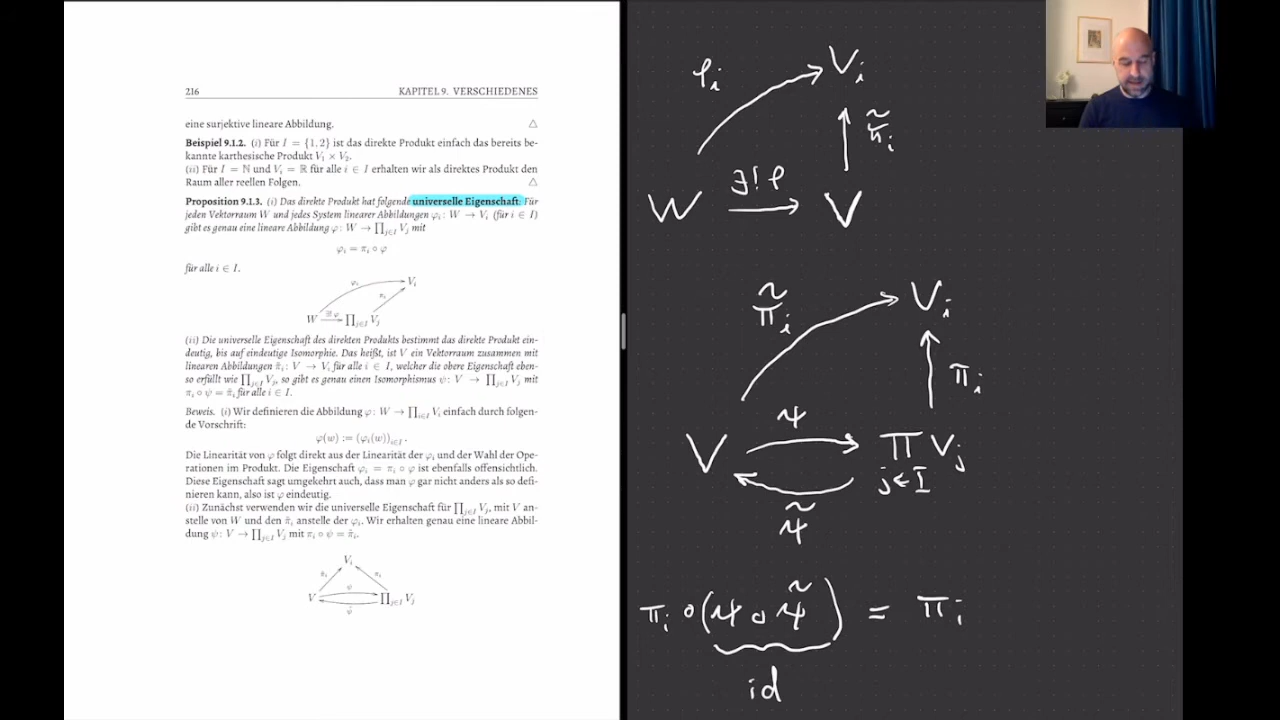 216 KAPITEL 9. VERSCHIEDENES
eine surjektive lineare Abbildung. △
Beispiel 9.1.2. (i) Für I = {1, 2} ist das direkte Produkt einfach das bereits be-
kannte karthesische Produkt V₁ × V₂.
(ii) Für I = ℕ und Vᵢ = ℝ für alle i ∈ I erhalten wir als direktes Produkt den
Raum aller reellen Folgen. △
Proposition 9.1.3. (i) Das direkte Produkt hat folgende universelle Eigenschaft: Für
jeden Vektorraum W und jedes System linearer Abbildungen φᵢ : W → Vᵢ (für i ∈ I)
gibt es genau eine lineare Abbildung φ : W → ∏_{j∈I} Vⱼ mit
φᵢ = πᵢ ∘ φ
für alle i ∈ I.
φᵢ Vᵢ
πᵢ
W ∃! φ ∏_{j∈I} Vⱼ
(ii) Die universelle Eigenschaft des direkten Produkts bestimmt das direkte Produkt ein-
deutig, bis auf eindeutige Isomorphie. Das heißt, ist V ein Vektorraum zusammen mit
linearen Abbildungen π̃ᵢ : V → Vᵢ für alle i ∈ I, welcher die obere Eigenschaft eben-
so erfüllt wie ∏_{j∈I} Vⱼ, so gibt es genau einen Isomorphismus ψ : V → ∏_{j∈I} Vⱼ mit
πᵢ ∘ ψ = π̃ᵢ für alle i ∈ I.
Beweis. (i) Wir definieren die Abbildung φ : W → ∏_{i∈I} Vᵢ einfach durch folgen-
de Vorschrift:
φ(w) := (φᵢ(w))_{i∈I} .
Die Linearität von φ folgt direkt aus der Linearität der φᵢ und der Wahl der Ope-
rationen im Produkt. Die Eigenschaft φᵢ = πᵢ ∘ φ ist ebenfalls offensichtlich.
Diese Eigenschaft sagt umgekehrt auch, dass man φ gar nicht anders als so defi-
nieren kann, also ist φ eindeutig.
(ii) Zunächst verwenden wir die universelle Eigenschaft für ∏_{j∈I} Vⱼ, mit V an-
stelle von W und den π̃ᵢ anstelle der φᵢ. Wir erhalten genau eine lineare Abbil-
dung ψ : V → ∏_{j∈I} Vⱼ mit πᵢ ∘ ψ = π̃ᵢ.
Vᵢ
π̃ᵢ πᵢ
V ψ ∏_{j∈I} Vⱼ
ψ̃
φᵢ Vᵢ
π̃ᵢ
∃! φ
W → V
π̃ᵢ Vᵢ
πᵢ
ψ
V ∏ Vⱼ
j∈I
ψ̃
πᵢ ∘ (ψ ∘ ψ̃) = πᵢ
id